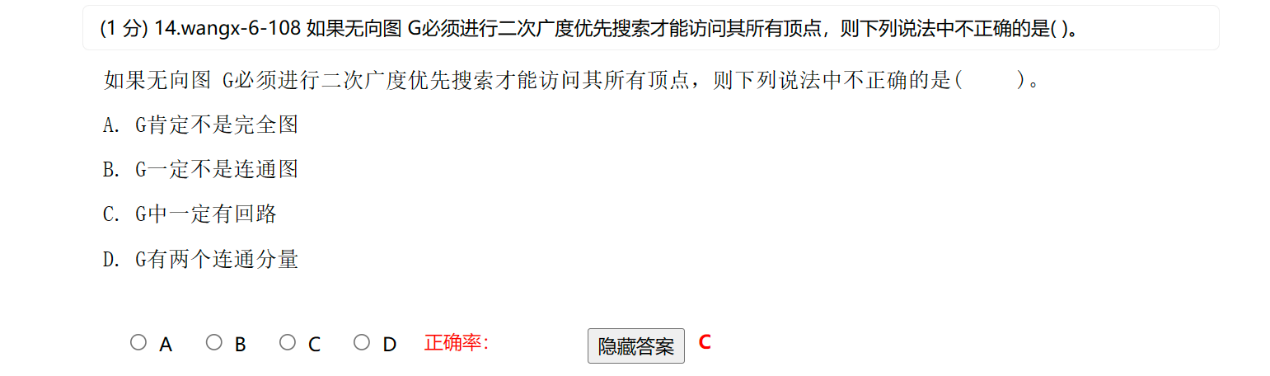 (1 分) 14.wangx-6-108 如果无向图 G必须进行二次广度优先搜索才能访问其所有顶点，则下列说法中不正确的是( )。
如果无向图 G必须进行二次广度优先搜索才能访问其所有顶点，则下列说法中不正确的是(  )。
A. G肯定不是完全图
B. G一定不是连通图
C. G中一定有回路
D. G有两个连通分量
A B C D 正确率： 隐藏答案 C